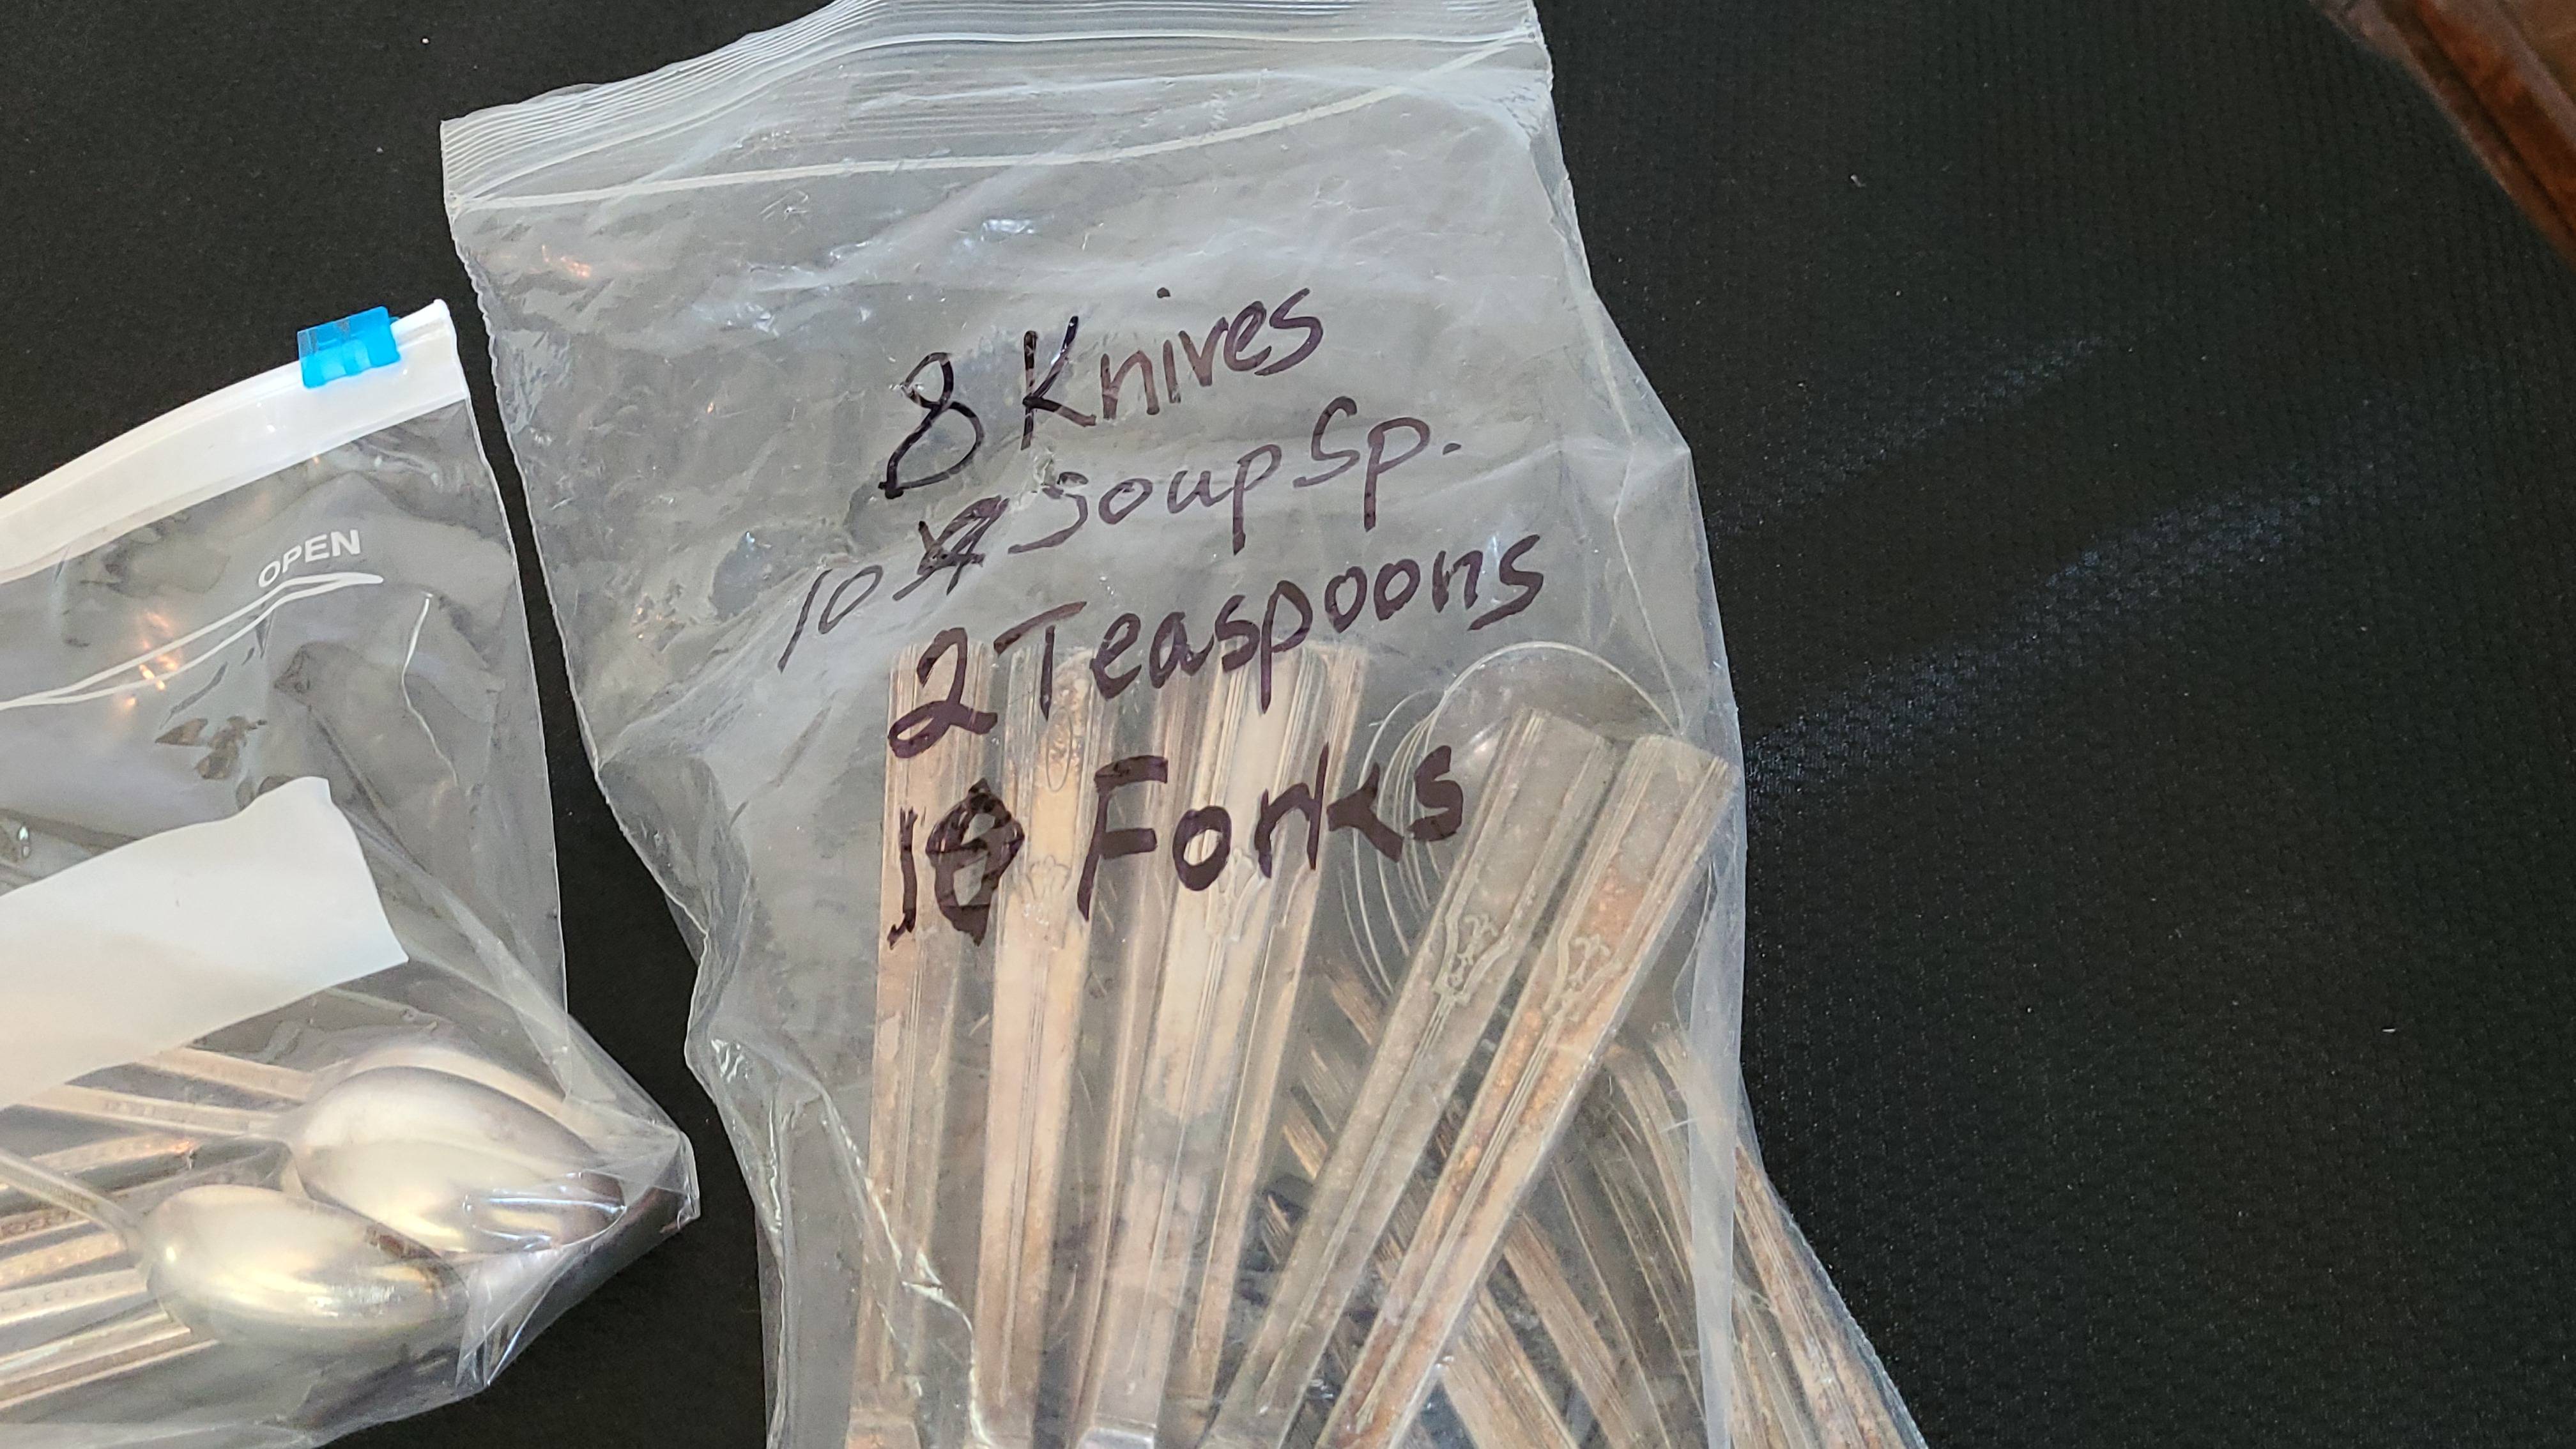 OPEN
8 Knives
10 Soup Sp.
2 Teaspoons
10 Forks